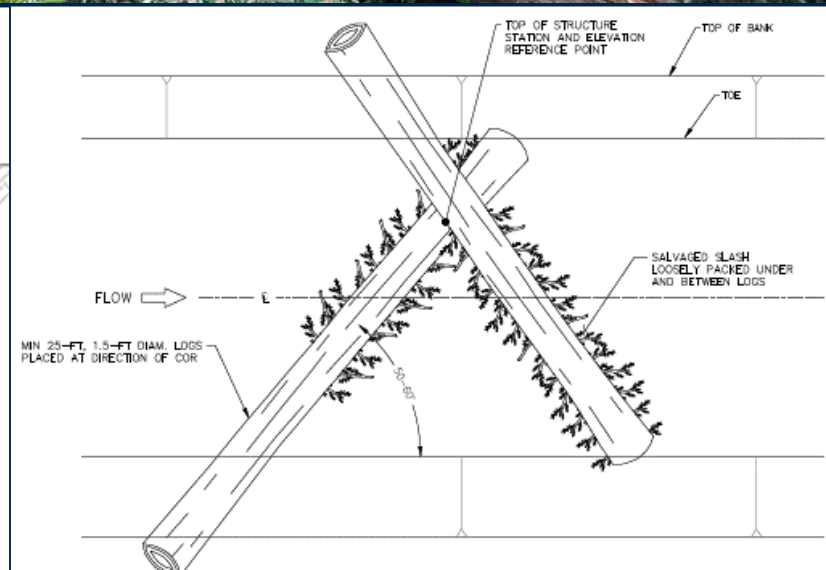 TOP OF STRUCTURE
STATION AND ELEVATION
REFERENCE POINT
TOP OF BANK
TOE
SALVAGED SLASH
LOOSELY PACKED UNDER
AND BETWEEN LOGS
FLOW
℄
MIN 25-FT, 1.5-FT DIAM. LOGS
PLACED AT DIRECTION OF COR
50-60°